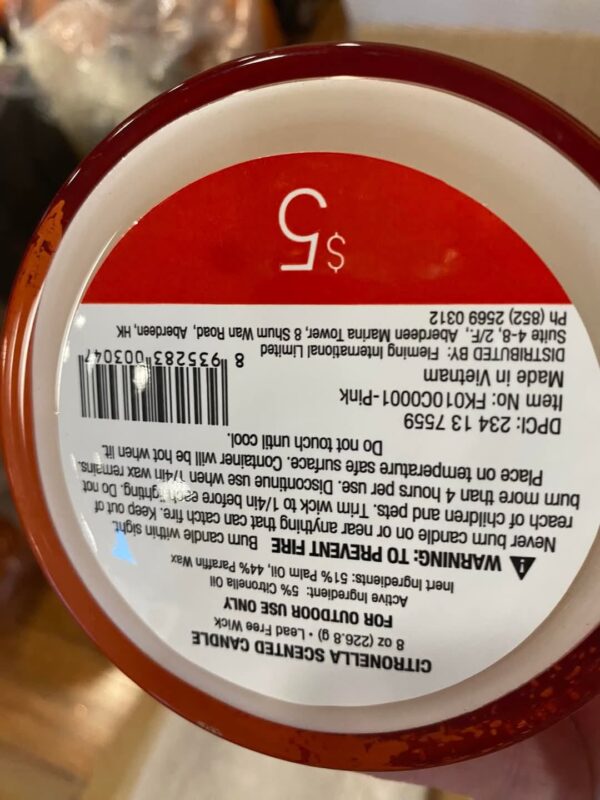 CITRONELLA SCENTED CANDLE
8 oz (226.8 g) • Lead Free Wick
FOR OUTDOOR USE ONLY
Active Ingredient: 5% Citronella Oil
Inert Ingredients: 51% Palm Oil, 44% Paraffin Wax
WARNING: TO PREVENT FIRE Burn candle within sight.
Never burn candle on or near anything that can catch fire. Keep out of
reach of children and pets. Trim wick to 1/4in before each lighting. Do not
burn more than 4 hours per use. Discontinue use when 1/4in wax remains.
Place on temperature safe surface. Container will be hot when lit.
Do not touch until cool.
DPCI: 234 13 7559
Item No: FK010C0001-Pink
Made in Vietnam
8 935283 003047
DISTRIBUTED BY: Fleming International Limited
Suite 4-8, 2/F., Aberdeen Marina Tower, 8 Shum Wan Road, Aberdeen, HK,
Ph (852) 2569 0312
$5